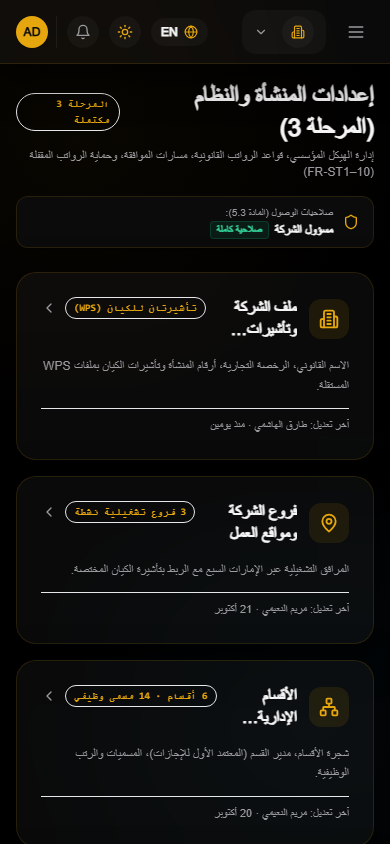 AD
EN
إعدادات المنشأة والنظام
(المرحلة 3)
المرحلة 3
مكتملة
إدارة الهيكل المؤسسي، قواعد الرواتب القانونية، مسارات الموافقة، وحماية الرواتب المقفلة
(FR-ST1–10)
صلاحيات الوصول (المادة 5.3):
مسؤول الشركة صلاحية كاملة
ملف الشركة
وتأشيرات...
تأشيرتان للكيان (WPS)
الاسم القانوني، الرخصة التجارية، أرقام المنشأة وتأشيرات الكيان بملفات WPS
المستقلة.
آخر تعديل: طارق الهاشمي · منذ يومين
فروع الشركة
ومواقع العمل
3 فروع تشغيلية نشطة
المرافق التشغيلية عبر الإمارات السبع مع الربط بتأشيرة الكيان المختصة.
آخر تعديل: مريم النعيمي · 21 أكتوبر
الأقسام
الإدارية...
6 أقسام · 14 مسمى وظيفي
شجرة الأقسام، مدير القسم (المعتمد الأول للإجازات)، المسميات والرتب
الوظيفية.
آخر تعديل: مريم النعيمي · 20 أكتوبر